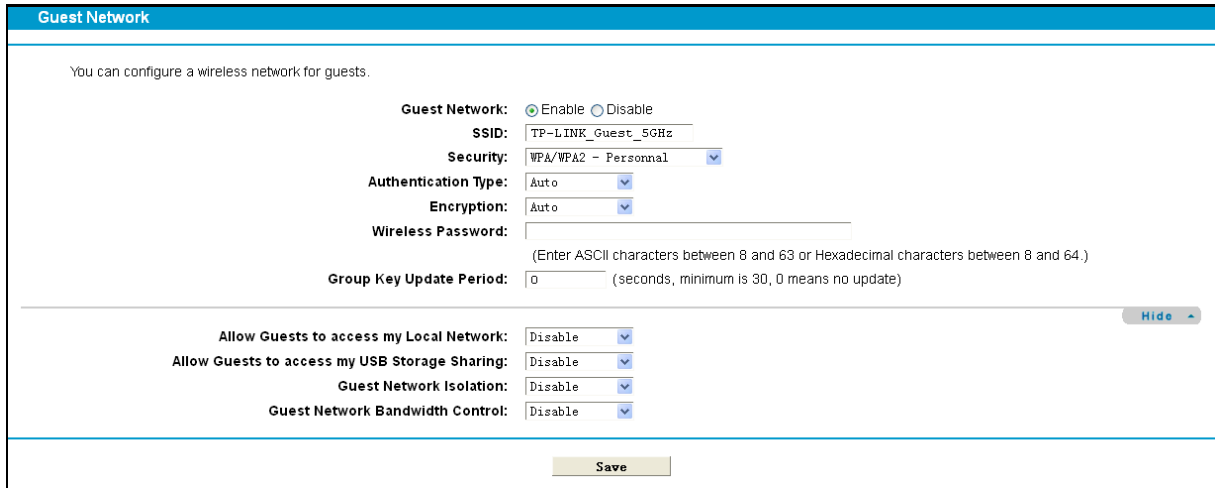 Guest Network
You can configure a wireless network for guests.
Guest Network: Enable Disable
SSID: TP-LINK_Guest_5GHz
Security: WPA/WPA2 - Personnal
Authentication Type: Auto
Encryption: Auto
Wireless Password:
(Enter ASCII characters between 8 and 63 or Hexadecimal characters between 8 and 64.)
Group Key Update Period: 0 (seconds, minimum is 30, 0 means no update)
Hide
Allow Guests to access my Local Network: Disable
Allow Guests to access my USB Storage Sharing: Disable
Guest Network Isolation: Disable
Guest Network Bandwidth Control: Disable
Save